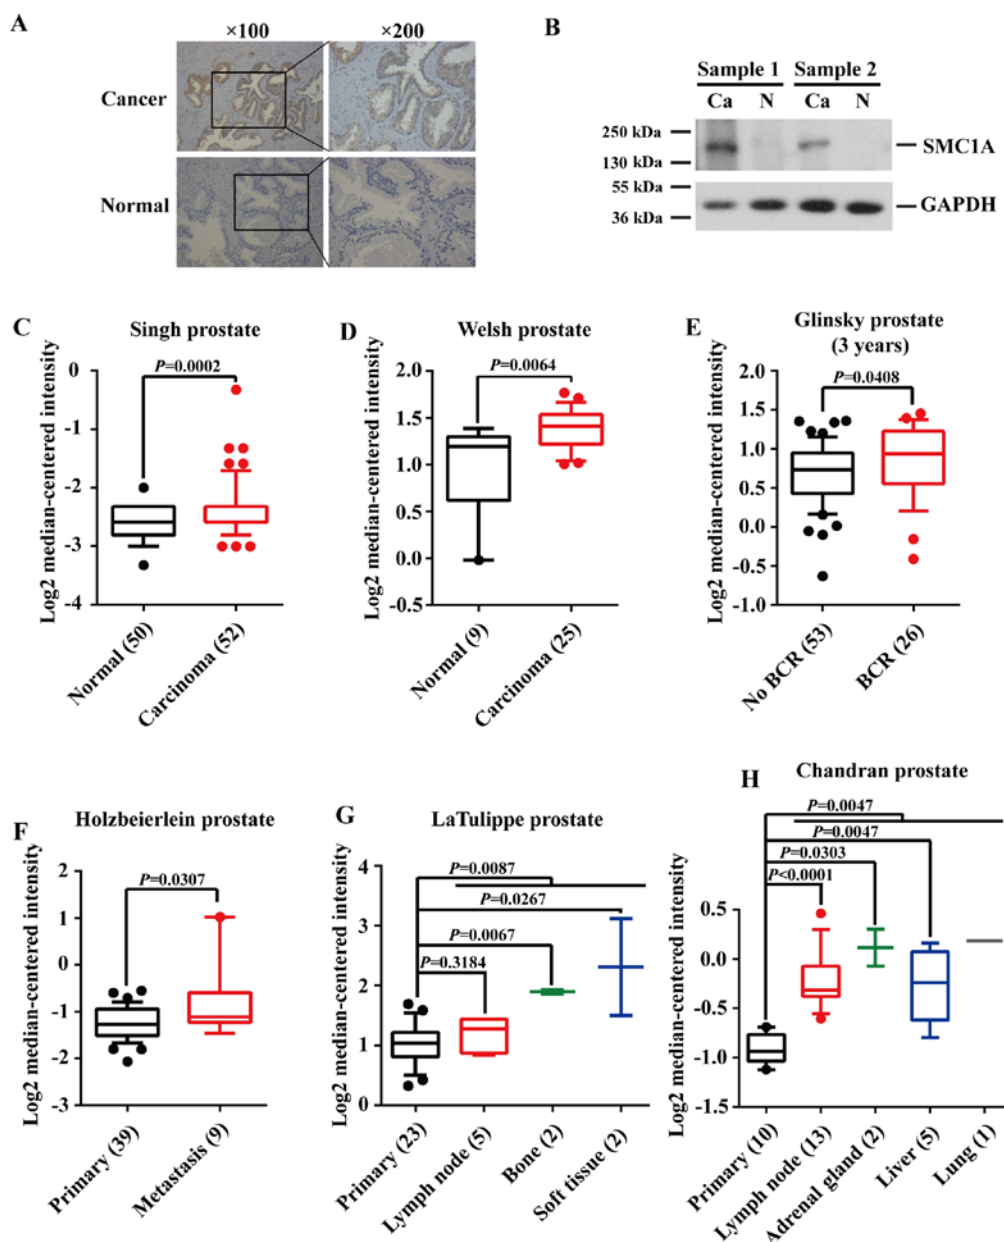 A
×100
×200
Cancer
Normal
B
Sample 1 Sample 2
Ca N Ca N
250 kDa
130 kDa
SMC1A
55 kDa
36 kDa
GAPDH
C
Singh prostate
P=0.0002
Log2 median-centered intensity
0
-1
-2
-3
-4
Normal (50)
Carcinoma (52)
D
Welsh prostate
P=0.0064
Log2 median-centered intensity
2.0
1.5
1.0
0.5
0.0
-0.5
Normal (9)
Carcinoma (25)
E
Glinsky prostate
(3 years)
P=0.0408
Log2 median-centered intensity
2.0
1.5
1.0
0.5
0.0
-0.5
-1.0
No BCR (53)
BCR (26)
F
Holzbeierlein prostate
P=0.0307
Log2 median-centered intensity
2
1
0
-1
-2
-3
Primary (39)
Metastasis (9)
G
LaTulippe prostate
P=0.0087
P=0.0267
P=0.0067
P=0.3184
Log2 median-centered intensity
4
3
2
1
0
Primary (23)
Lymph node (5)
Bone (2)
Soft tissue (2)
H
Chandran prostate
P=0.0047
P=0.0047
P=0.0303
P<0.0001
Log2 median-centered intensity
0.5
0.0
-0.5
-1.0
-1.5
Primary (10)
Lymph node (13)
Adrenal gland (2)
Liver (5)
Lung (1)